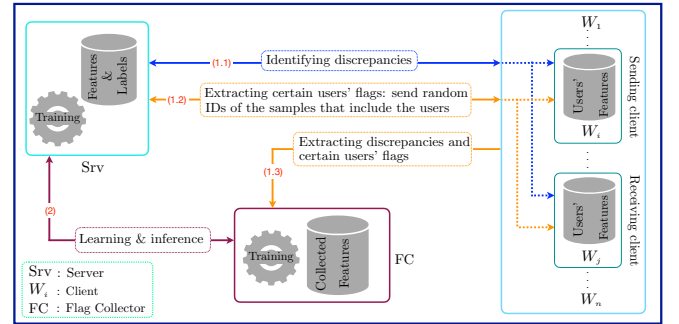 W1
(1.1)
Identifying discrepancies
Features
&
Labels
Training
Srv
(1.2)
Extracting certain users' flags: send random
IDs of the samples that include the users
Users'
Features
Wi
Sending client
Extracting discrepancies and
certain users' flags
(1.3)
Users'
Features
Wj
Receiving client
(2)
Learning & inference
Training
Collected
Features
FC
Wn
Srv : Server
Wi : Client
FC : Flag Collector